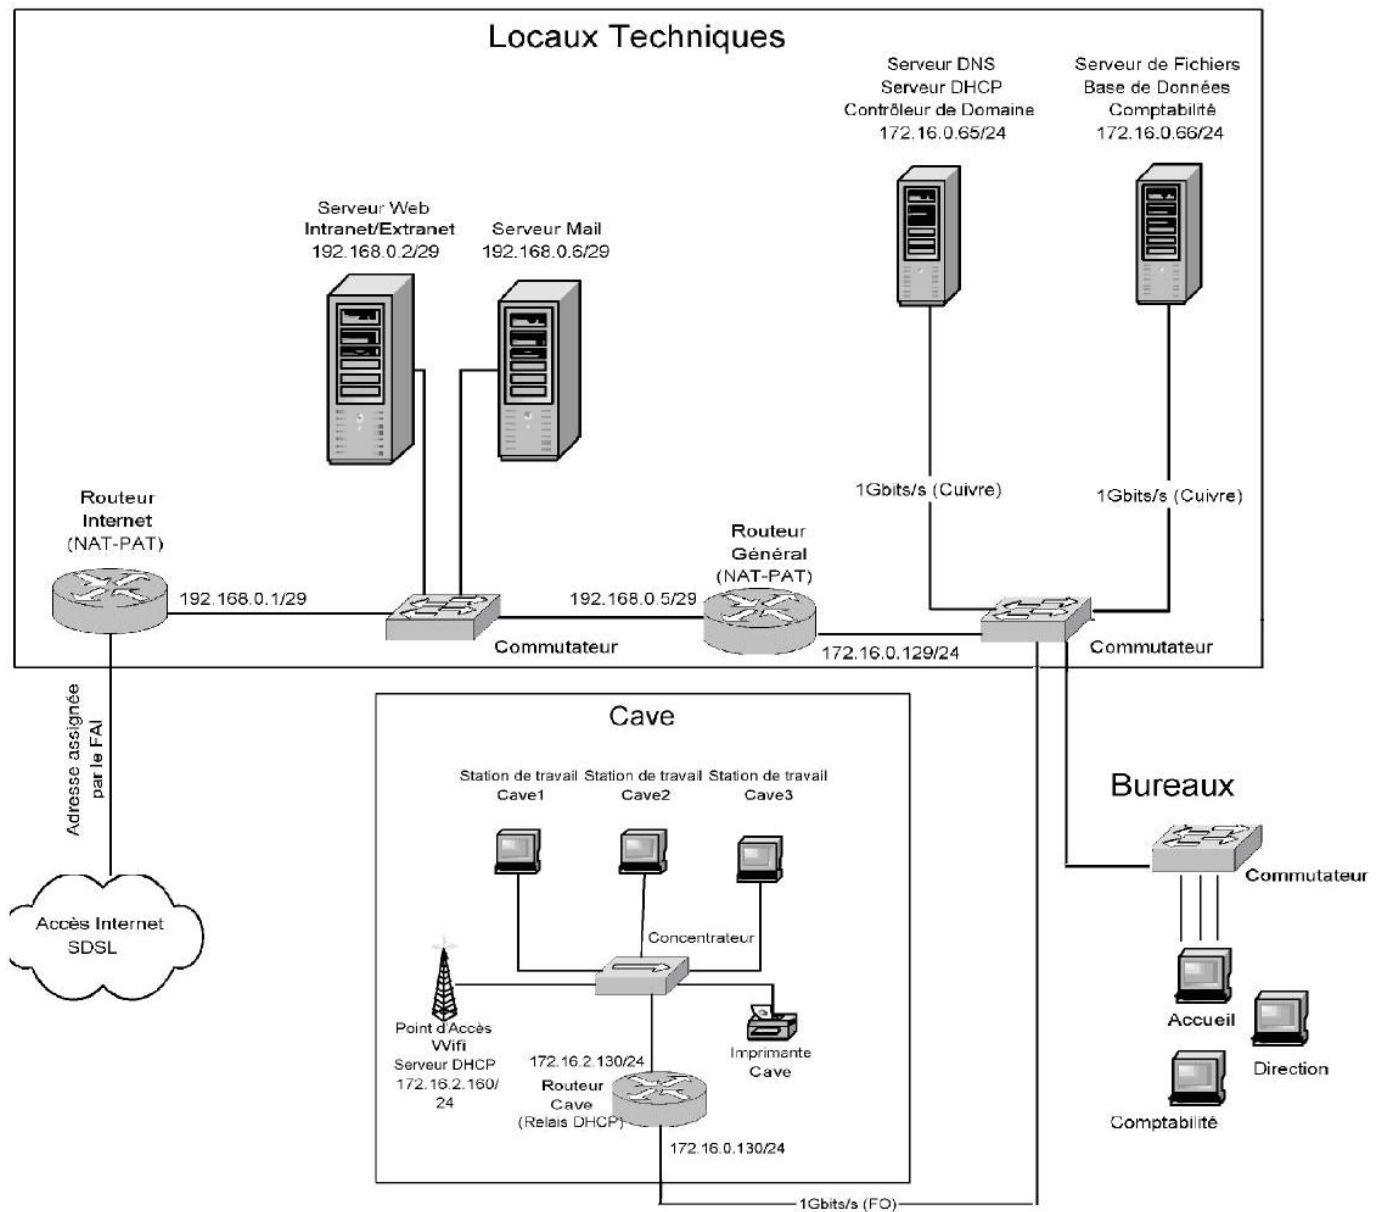 Locaux Techniques
Serveur DNS
Serveur DHCP
Contrôleur de Domaine
172.16.0.65/24
Serveur de Fichiers
Base de Données
Comptabilité
172.16.0.66/24
Serveur Web
Intranet/Extranet
192.168.0.2/29
Serveur Mail
192.168.0.6/29
1Gbits/s (Cuivre)
1Gbits/s (Cuivre)
Routeur
Internet
(NAT-PAT)
Routeur
Général
(NAT-PAT)
192.168.0.1/29
192.168.0.5/29
Commutateur
172.16.0.129/24
Commutateur
Adresse assignée
par le FAI
Accès Internet
SDSL
Cave
Station de travail
Cave1
Station de travail
Cave2
Station de travail
Cave3
Concentrateur
Point d'Accès
Wifi
Serveur DHCP
172.16.2.160/
24
Imprimante
Cave
172.16.2.130/24
Routeur
Cave
(Relais DHCP)
172.16.0.130/24
1Gbits/s (FO)
Bureaux
Commutateur
Accueil
Direction
Comptabilité